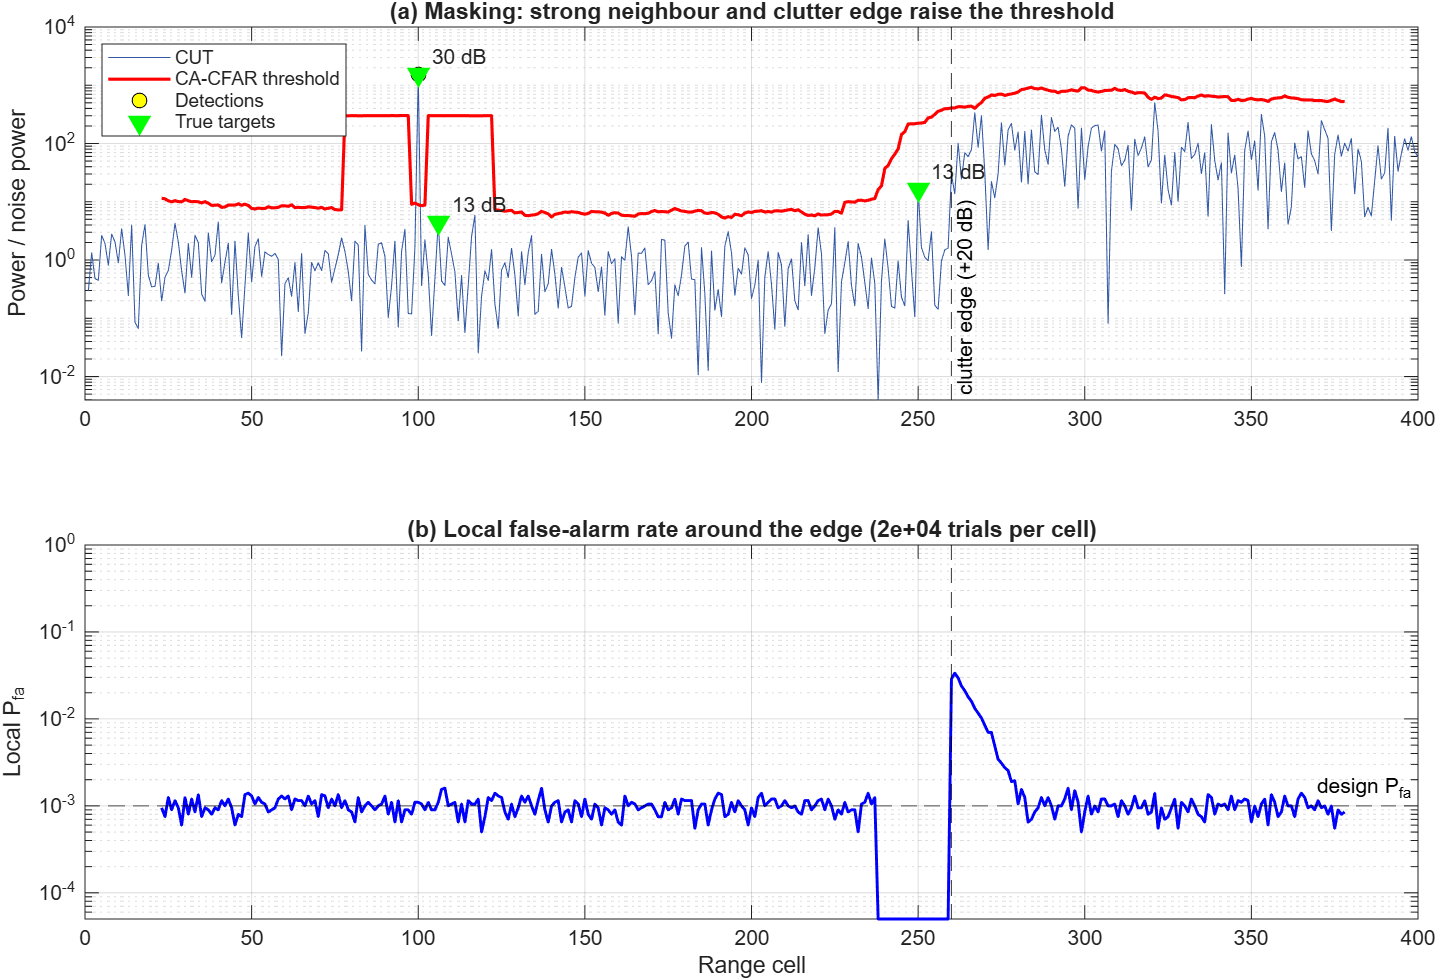 (a) Masking: strong neighbour and clutter edge raise the threshold
Power / noise power
10^4
10^2
10^0
10^-2
CUT
CA-CFAR threshold
Detections
True targets
30 dB
13 dB
13 dB
clutter edge (+20 dB)
0 50 100 150 200 250 300 350 400
(b) Local false-alarm rate around the edge (2e+04 trials per cell)
Local P_fa
10^0
10^-1
10^-2
10^-3
10^-4
design P_fa
0 50 100 150 200 250 300 350 400
Range cell